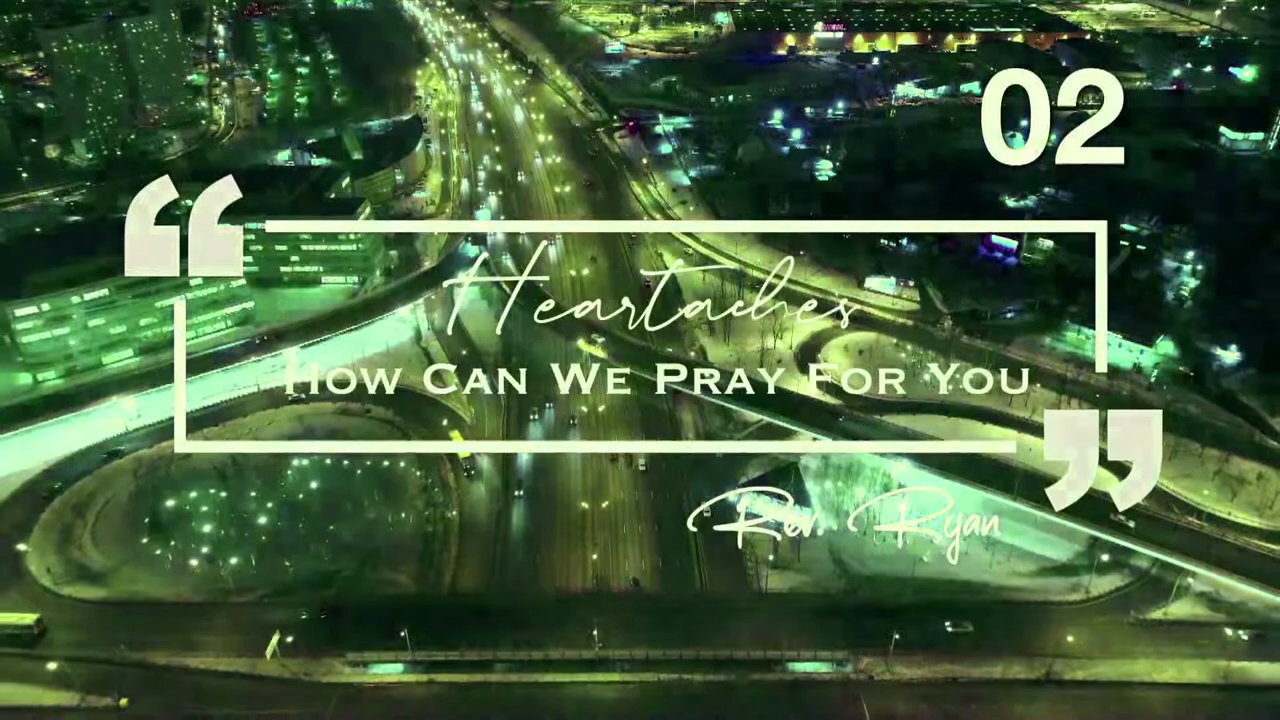 02
“
Heartaches
How Can We Pray For You
”
Rev. Ryan